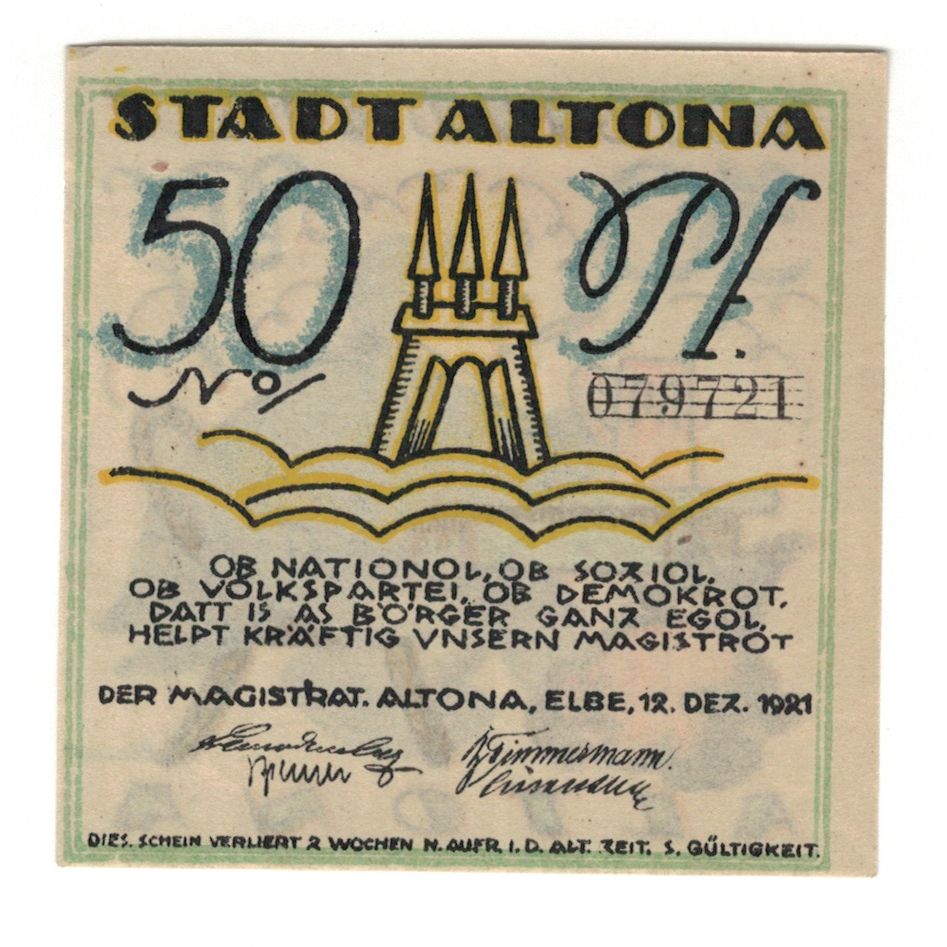 STADT ALTONA
50 Pf.
No/ 079721
OB NATIONOL, OB SOZIOL,
OB VOLKSPARTEI, OB DEMOKROT,
DATT IS AS BÖRGER GANZ EGOL,
HELPT KRÄFTIG VNSERN MAGISTROT
DER MAGISTRAT. ALTONA, ELBE, 12. DEZ. 1921
Timmermann.
DIES. SCHEIN VERLIERT 2 WOCHEN N. AUFR. I. D. ALT. ZEIT. S. GÜLTIGKEIT.